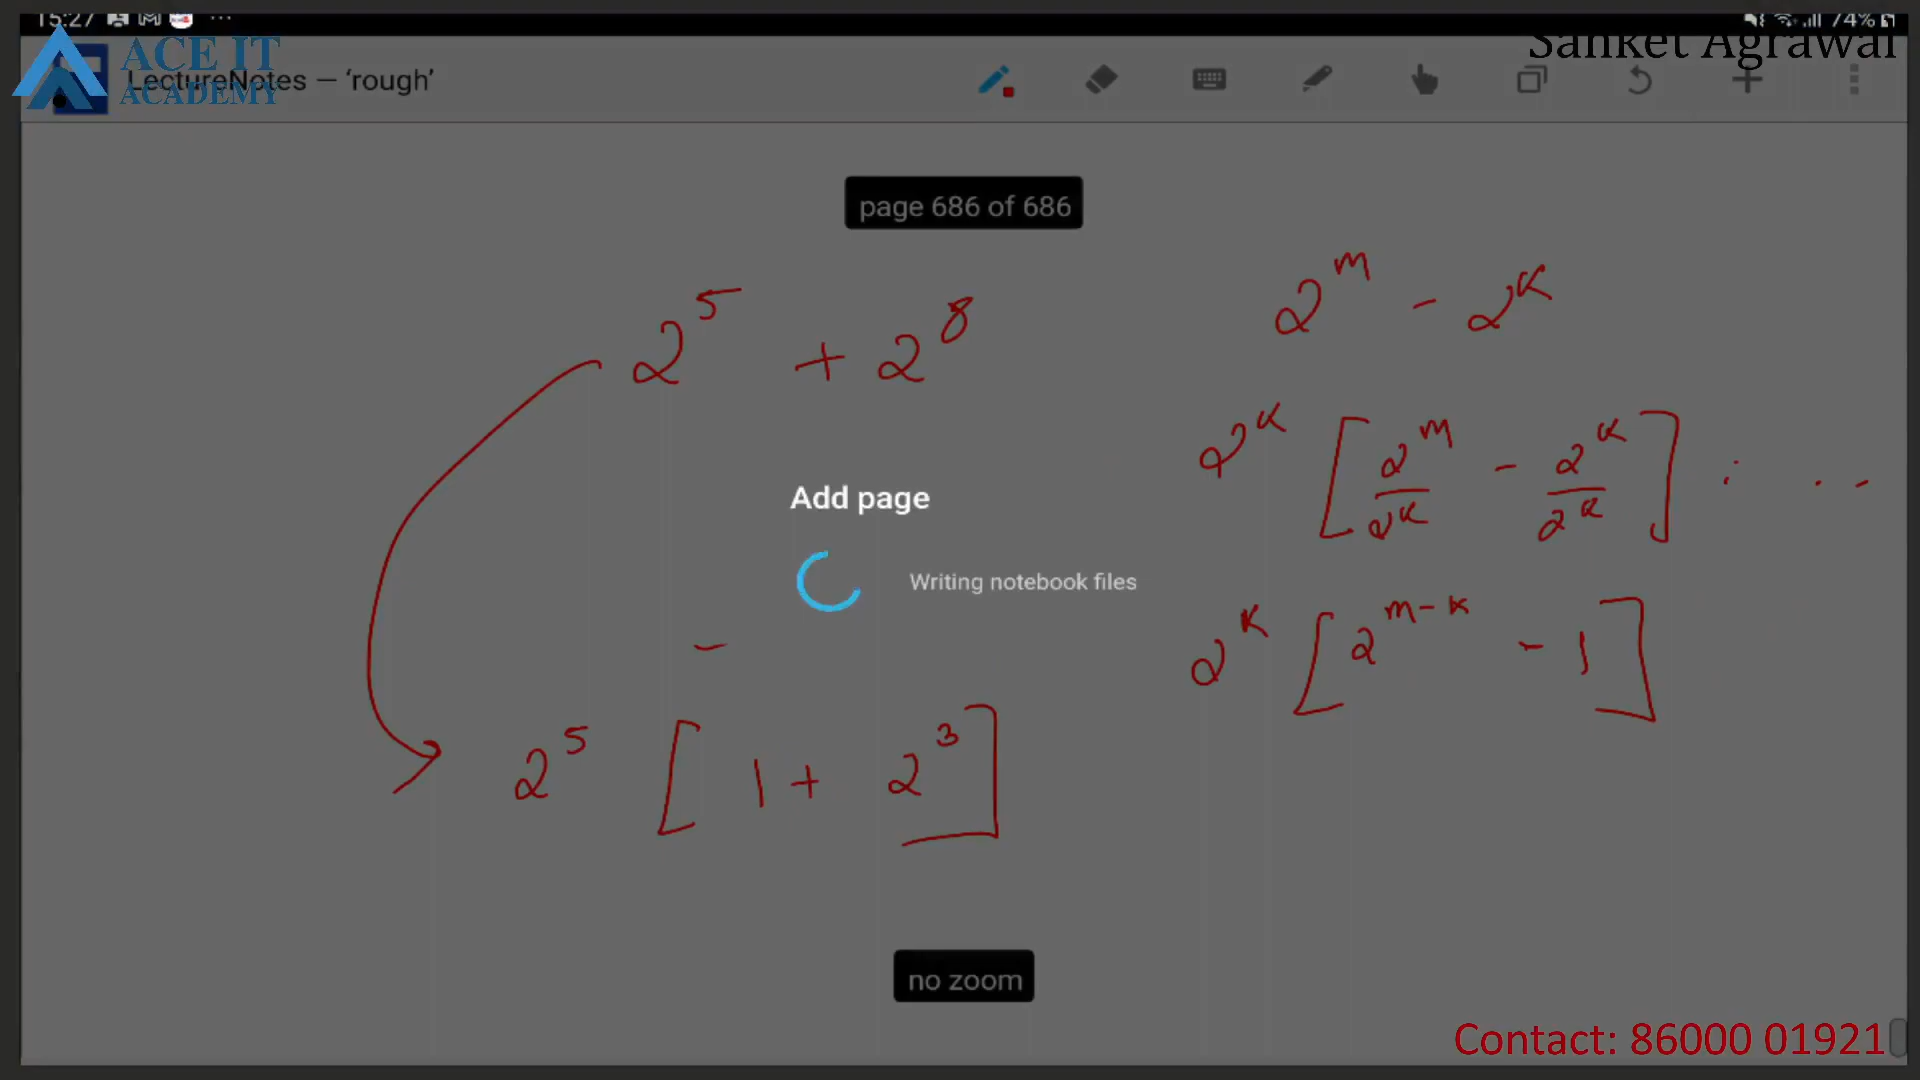 15:27 ... 74%
ACE IT
ACADEMY
Sanket Agrawal
LectureNotes — ‘rough’
page 686 of 686
2^5 + 2^8
2^m - 2^k
2^k [2^m/2^k - 2^k/2^k] : . . -
Add page
Writing notebook files
2^k [2^{m-k} - 1]
-
2^5 [1 + 2^3]
no zoom
Contact: 86000 01921